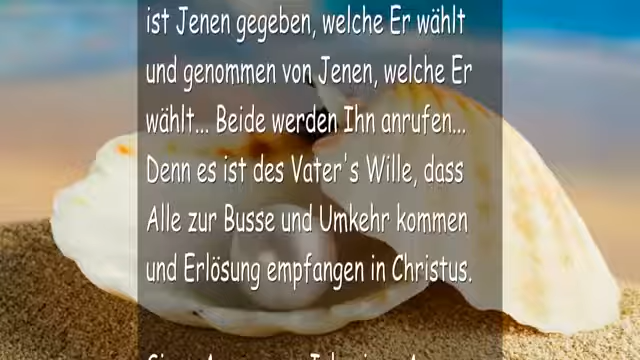 ist Jenen gegeben, welche Er wählt
und genommen von Jenen, welche Er
wählt... Beide werden Ihn anrufen...
Denn es ist des Vater's Wille, dass
Alle zur Busse und Umkehr kommen
und Erlösung empfangen in Christus.